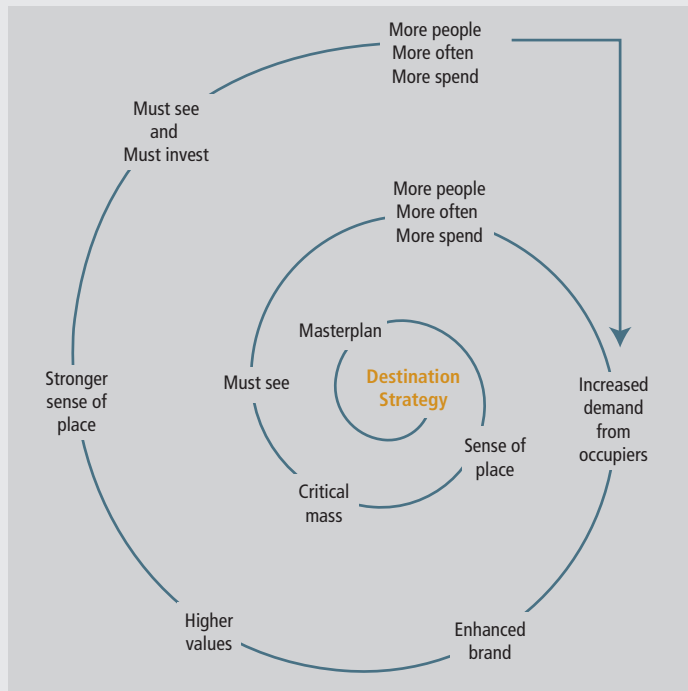 More people
More often
More spend
Must see
and
Must invest
More people
More often
More spend
Masterplan
Must see
Destination
Strategy
Stronger
sense of
place
Increased
demand
from
occupiers
Sense of
place
Critical
mass
Higher
values
Enhanced
brand